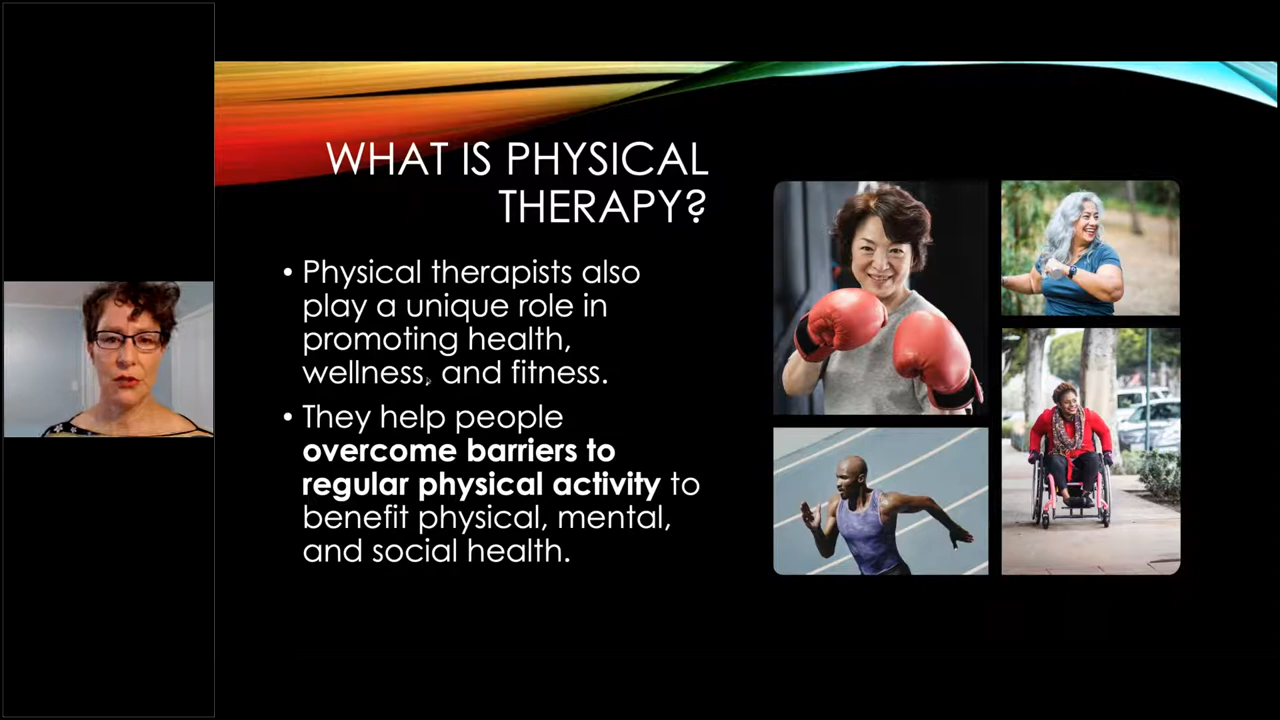 WHAT IS PHYSICAL
THERAPY?
• Physical therapists also
play a unique role in
promoting health,
wellness, and fitness.
• They help people
overcome barriers to
regular physical activity to
benefit physical, mental,
and social health.